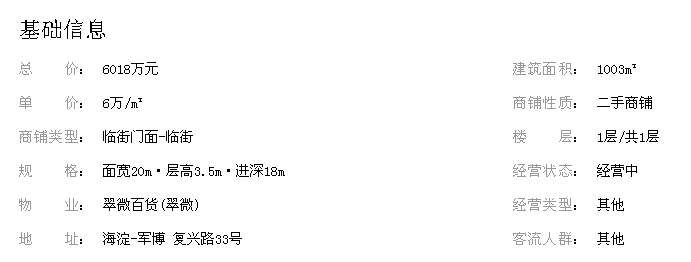 基础信息
总价： 6018万元 建筑面积： 1003m²
单价： 6万/m² 商铺性质： 二手商铺
商铺类型： 临街门面-临街 楼层： 1层/共1层
规格： 面宽20m·层高3.5m·进深18m 经营状态： 经营中
物业： 翠微百货(翠微) 经营类型： 其他
地址： 海淀-军博 复兴路33号 客流人群： 其他